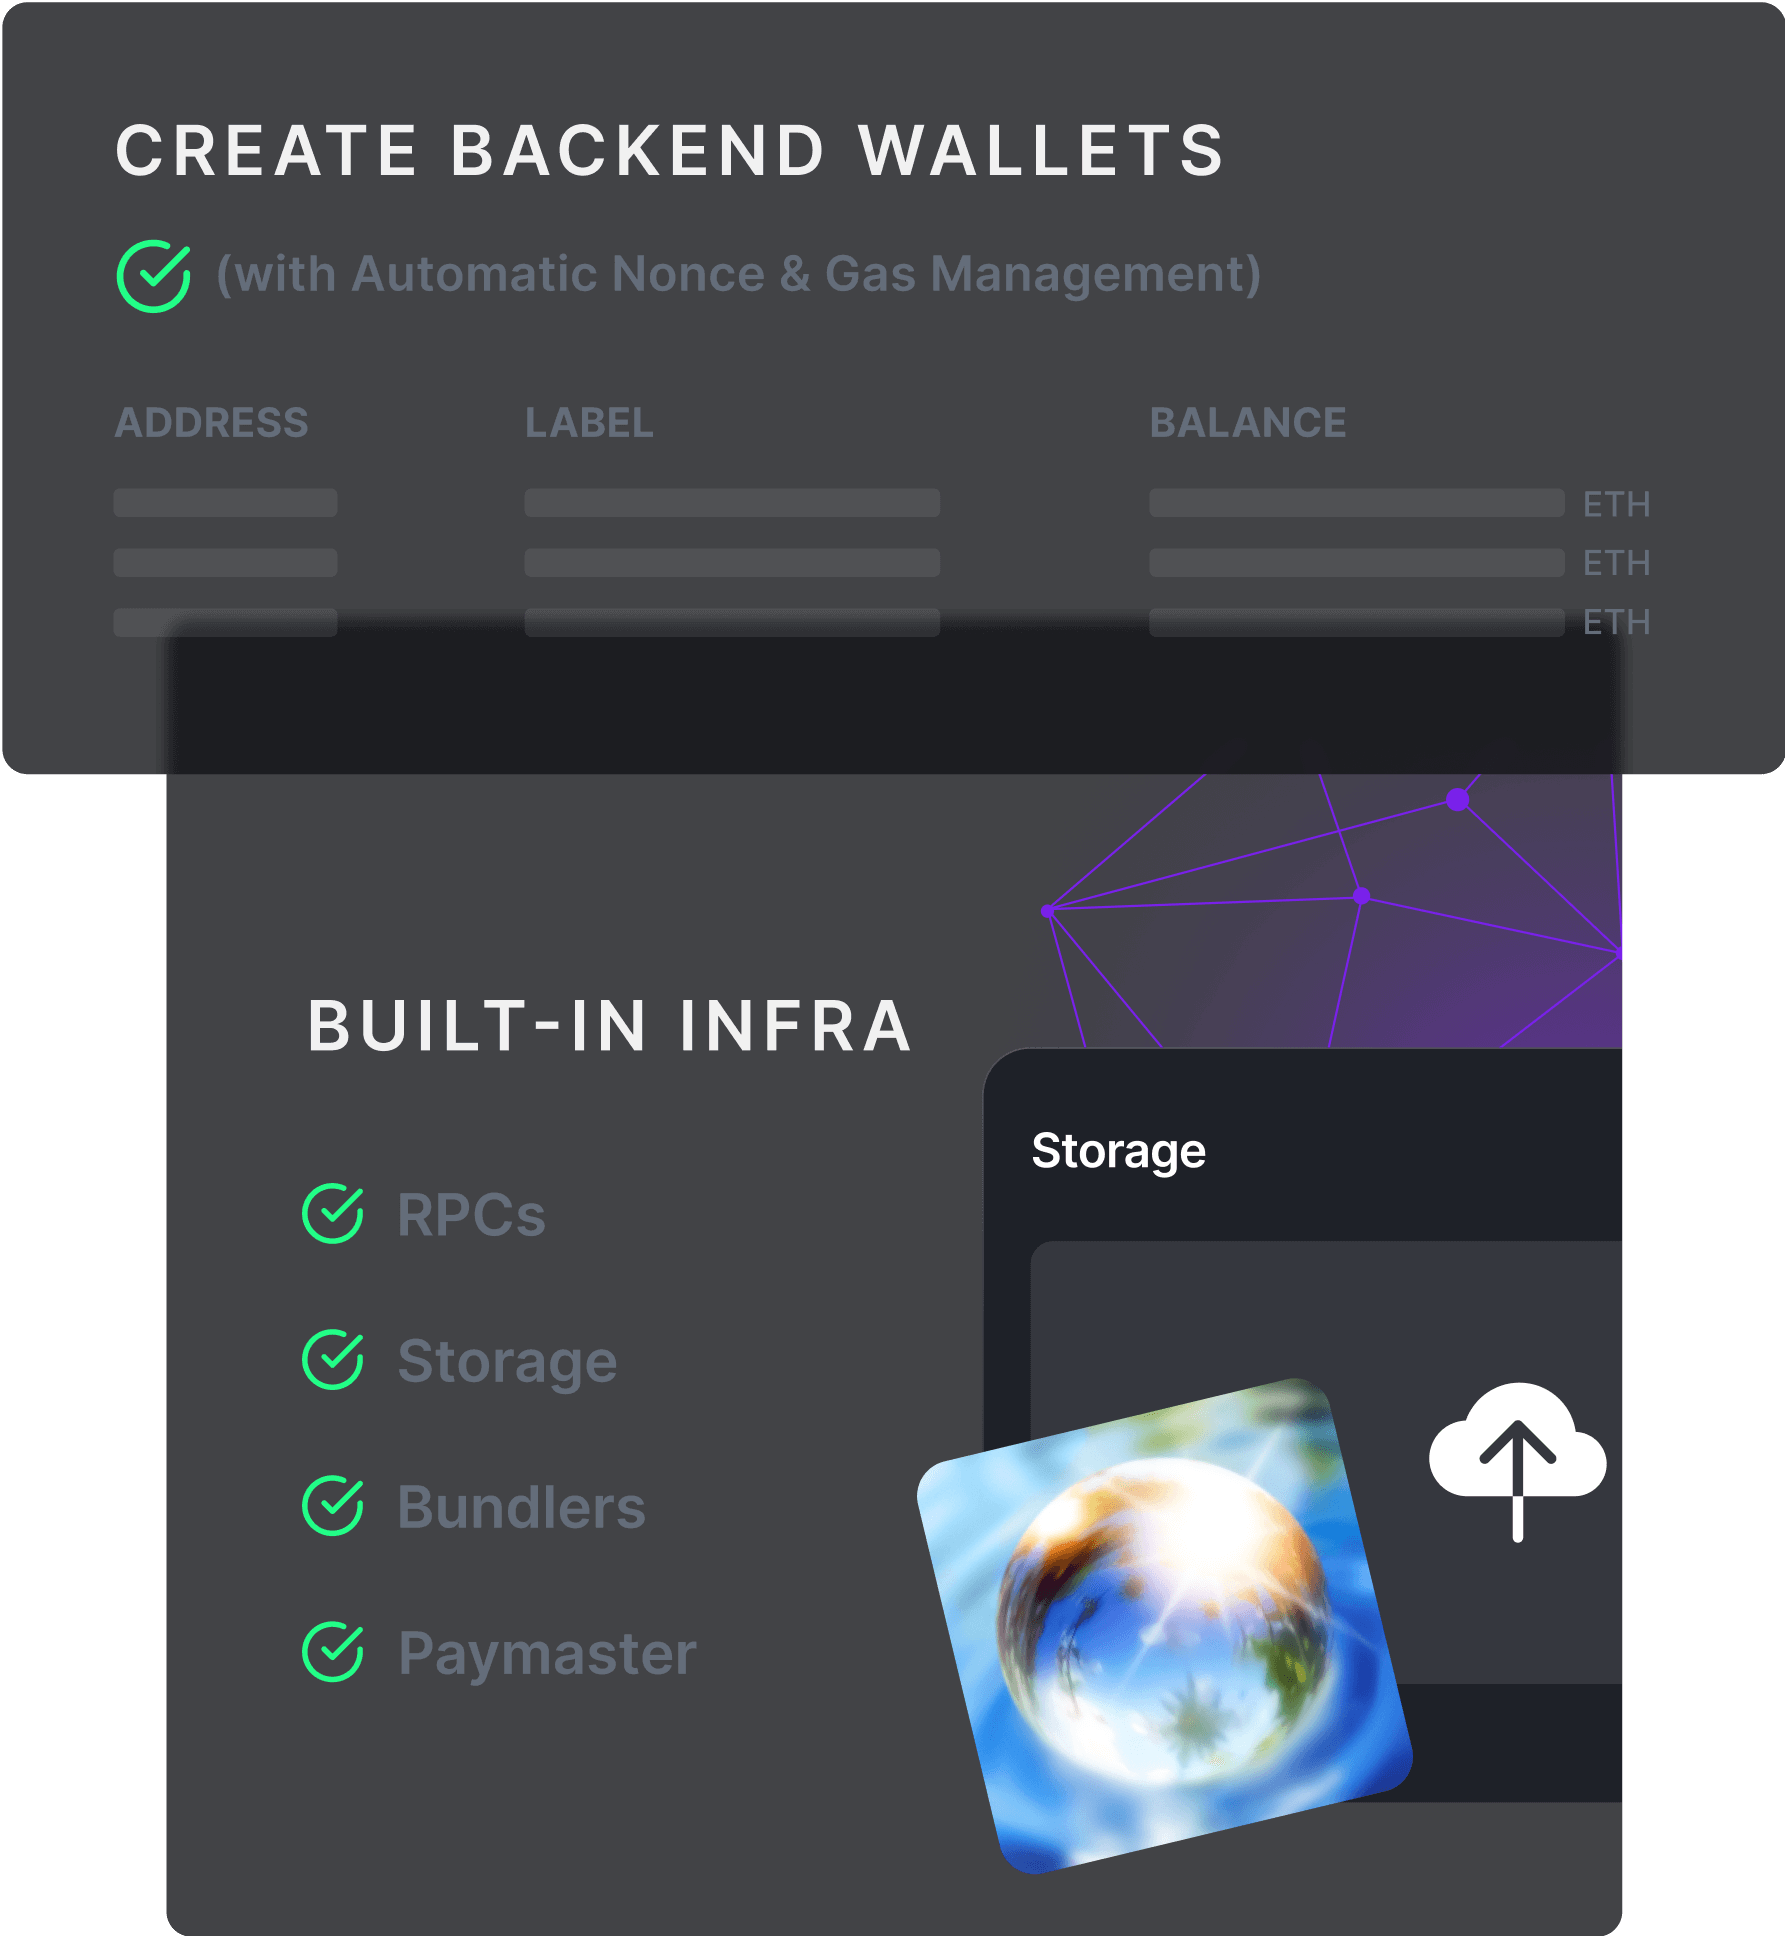 CREATE BACKEND WALLETS
(with Automatic Nonce & Gas Management)
ADDRESS LABEL BALANCE
ETH
ETH
ETH
BUILT-IN INFRA
Storage
RPCs
Storage
Bundlers
Paymaster